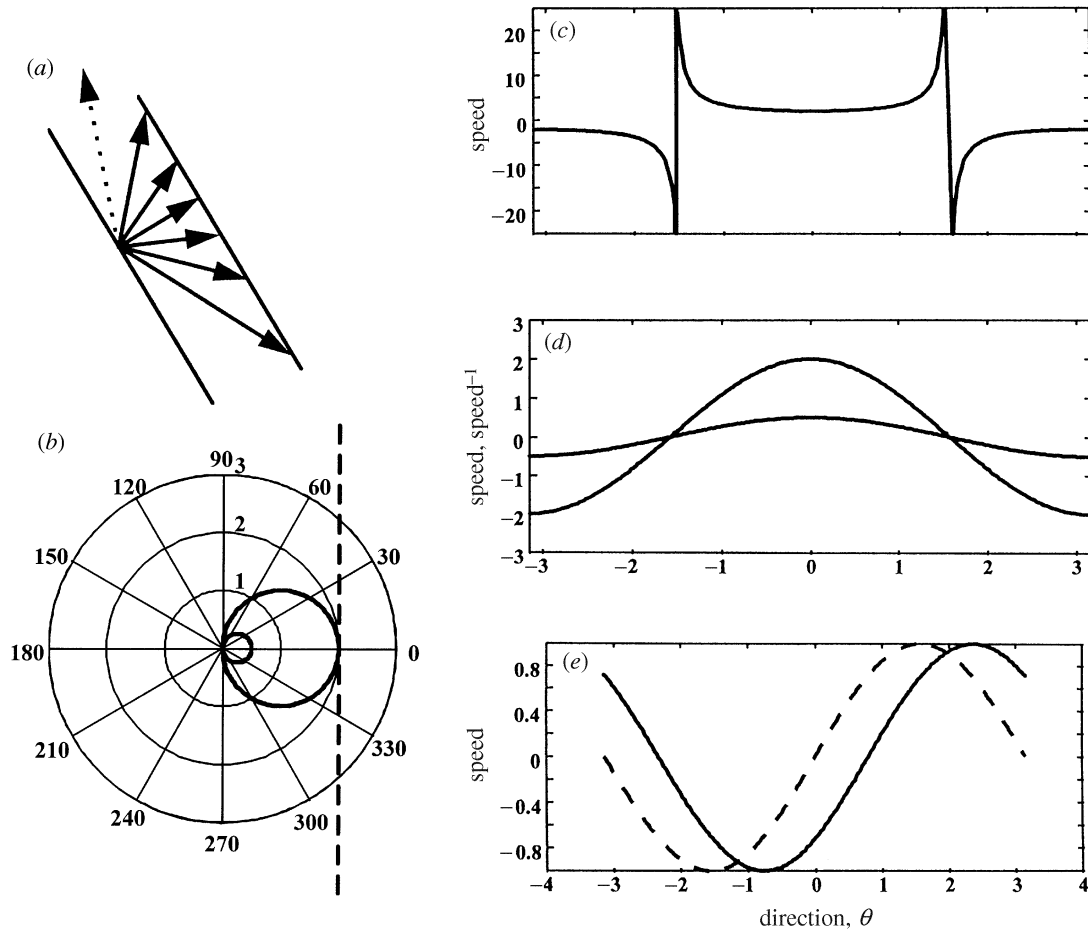 (a)
(b)
90 3
120 60
2
150 30
1
180 0
210 330
240 300
270
(c)
20
10
0
−10
−20
speed
(d)
3
2
1
0
−1
−2
−3
−3 −2 −1 0 1 2 3
speed, speed⁻¹
(e)
0.8
0.4
0
−0.4
−0.8
−4 −3 −2 −1 0 1 2 3 4
speed
direction, θ